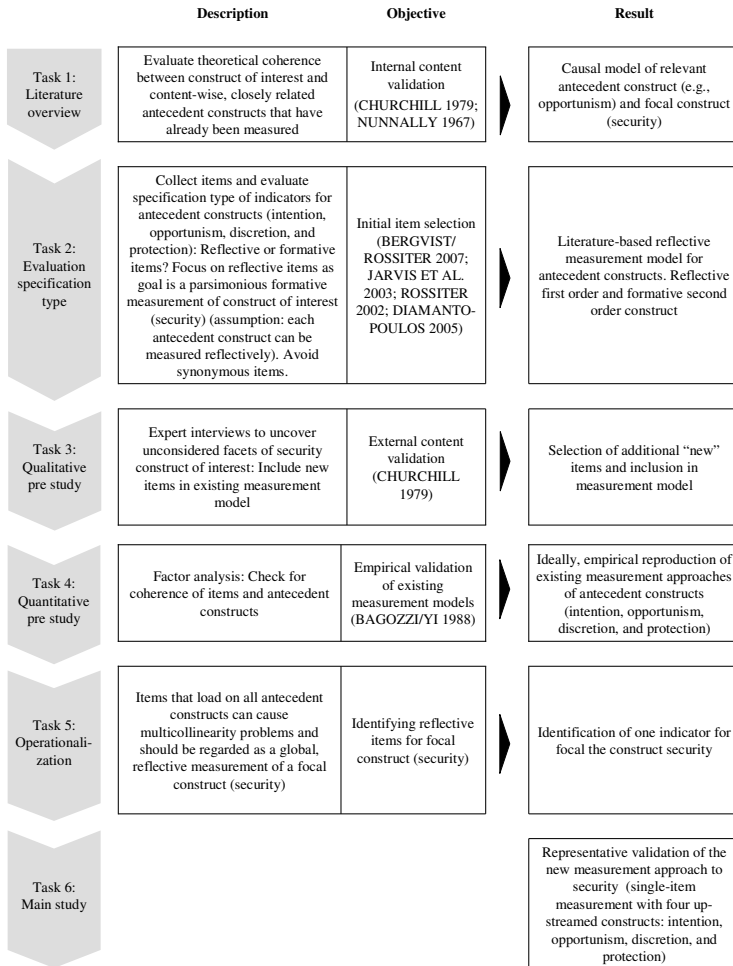 Description
Objective
Result
Task 1:
Literature
overview
Evaluate theoretical coherence
between construct of interest and
content-wise, closely related
antecedent constructs that have
already been measured
Internal content
validation
(CHURCHILL 1979;
NUNNALLY 1967)
Causal model of relevant
antecedent construct (e.g.,
opportunism) and focal construct
(security)
Task 2:
Evaluation
specification
type
Collect items and evaluate
specification type of indicators for
antecedent constructs (intention,
opportunism, discretion, and
protection): Reflective or formative
items? Focus on reflective items as
goal is a parsimonious formative
measurement of construct of interest
(security) (assumption: each
antecedent construct can be
measured reflectively). Avoid
synonymous items.
Initial item selection
(BERGVIST/
ROSSITER 2007;
JARVIS ET AL.
2003; ROSSITER
2002; DIAMANTO-
POULOS 2005)
Literature-based reflective
measurement model for
antecedent constructs. Reflective
first order and formative second
order construct
Task 3:
Qualitative
pre study
Expert interviews to uncover
unconsidered facets of security
construct of interest: Include new
items in existing measurement
model
External content
validation
(CHURCHILL
1979)
Selection of additional “new”
items and inclusion in
measurement model
Task 4:
Quantitative
pre study
Factor analysis: Check for
coherence of items and antecedent
constructs
Empirical validation
of existing
measurement models
(BAGOZZI/YI 1988)
Ideally, empirical reproduction of
existing measurement approaches
of antecedent constructs
(intention, opportunism,
discretion, and protection)
Task 5:
Operationali-
zation
Items that load on all antecedent
constructs can cause
multicollinearity problems and
should be regarded as a global,
reflective measurement of a focal
construct (security)
Identifying reflective
items for focal
construct (security)
Identification of one indicator for
focal the construct security
Task 6:
Main study
Representative validation of the
new measurement approach to
security (single-item
measurement with four up-
streamed constructs: intention,
opportunism, discretion, and
protection)